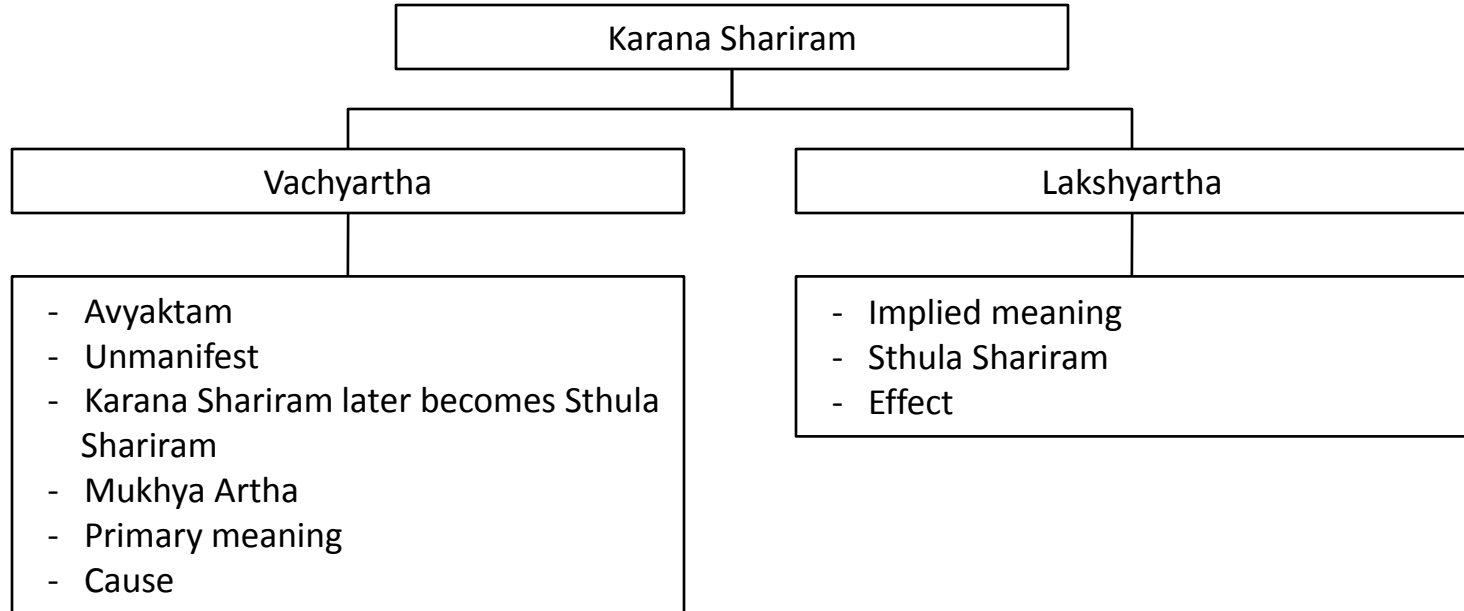 Karana Shariram
Vachyartha
Lakshyartha
- Avyaktam
- Unmanifest
- Karana Shariram later becomes Sthula
Shariram
- Mukhya Artha
- Primary meaning
- Cause
- Implied meaning
- Sthula Shariram
- Effect